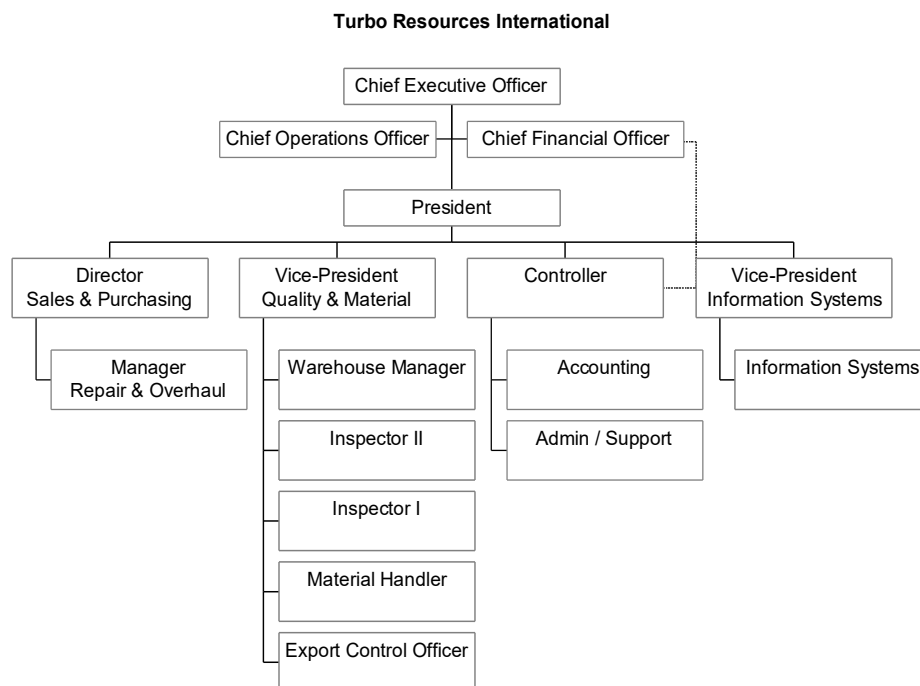 Turbo Resources International
Chief Executive Officer
Chief Operations Officer
Chief Financial Officer
President
Director
Sales & Purchasing
Vice-President
Quality & Material
Controller
Vice-President
Information Systems
Manager
Repair & Overhaul
Warehouse Manager
Accounting
Information Systems
Inspector II
Admin / Support
Inspector I
Material Handler
Export Control Officer